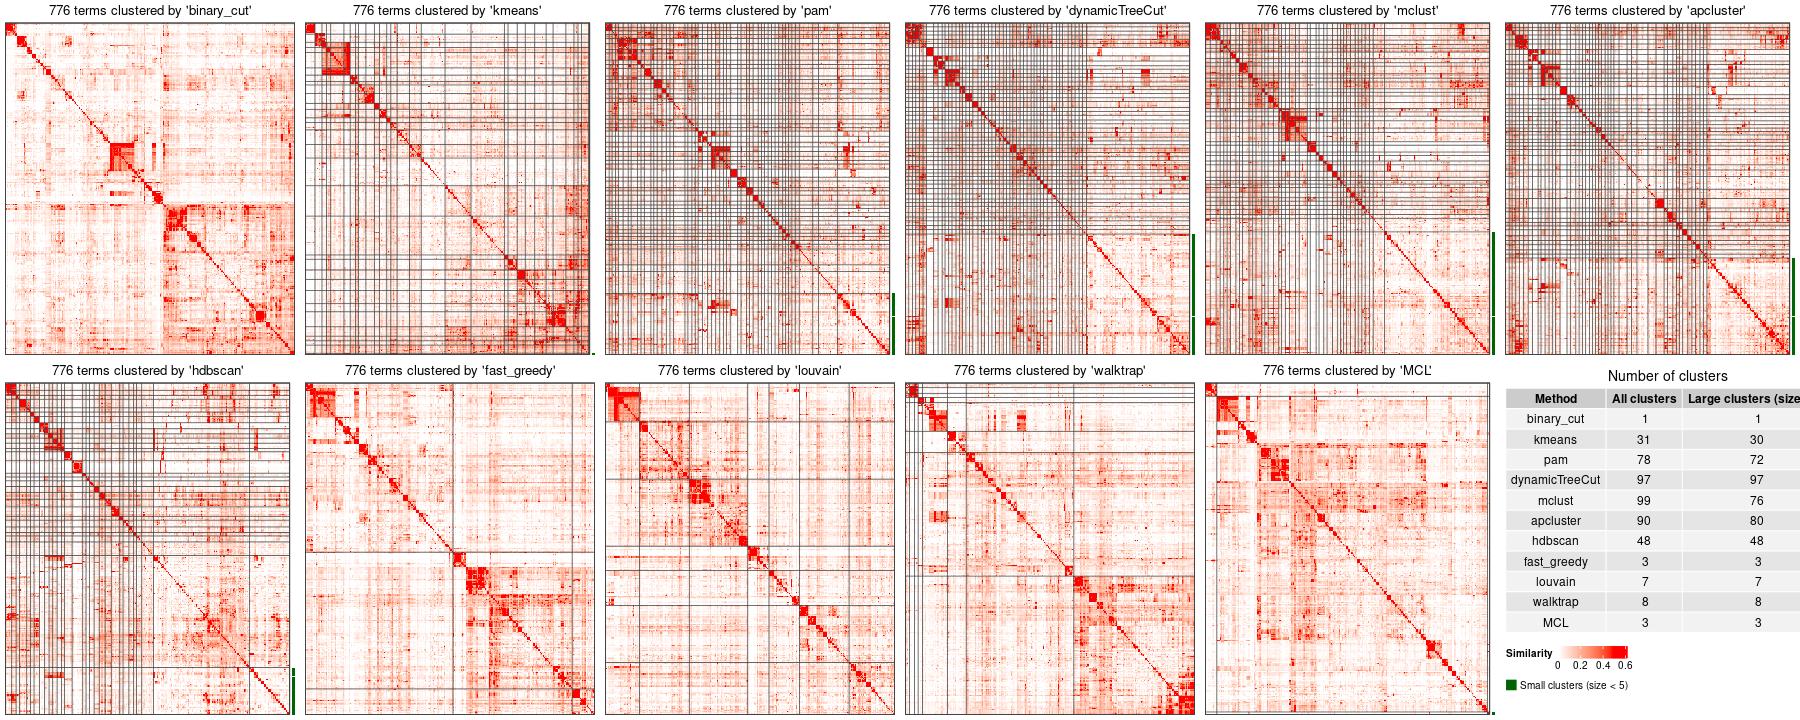 776 terms clustered by 'binary_cut'
776 terms clustered by 'kmeans'
776 terms clustered by 'pam'
776 terms clustered by 'dynamicTreeCut'
776 terms clustered by 'mclust'
776 terms clustered by 'apcluster'
776 terms clustered by 'hdbscan'
776 terms clustered by 'fast_greedy'
776 terms clustered by 'louvain'
776 terms clustered by 'walktrap'
776 terms clustered by 'MCL'
Number of clusters
Method All clusters Large clusters (size
binary_cut 1 1
kmeans 31 30
pam 78 72
dynamicTreeCut 97 97
mclust 99 76
apcluster 90 80
hdbscan 48 48
fast_greedy 3 3
louvain 7 7
walktrap 8 8
MCL 3 3
Similarity
0 0.2 0.4 0.6
Small clusters (size < 5)